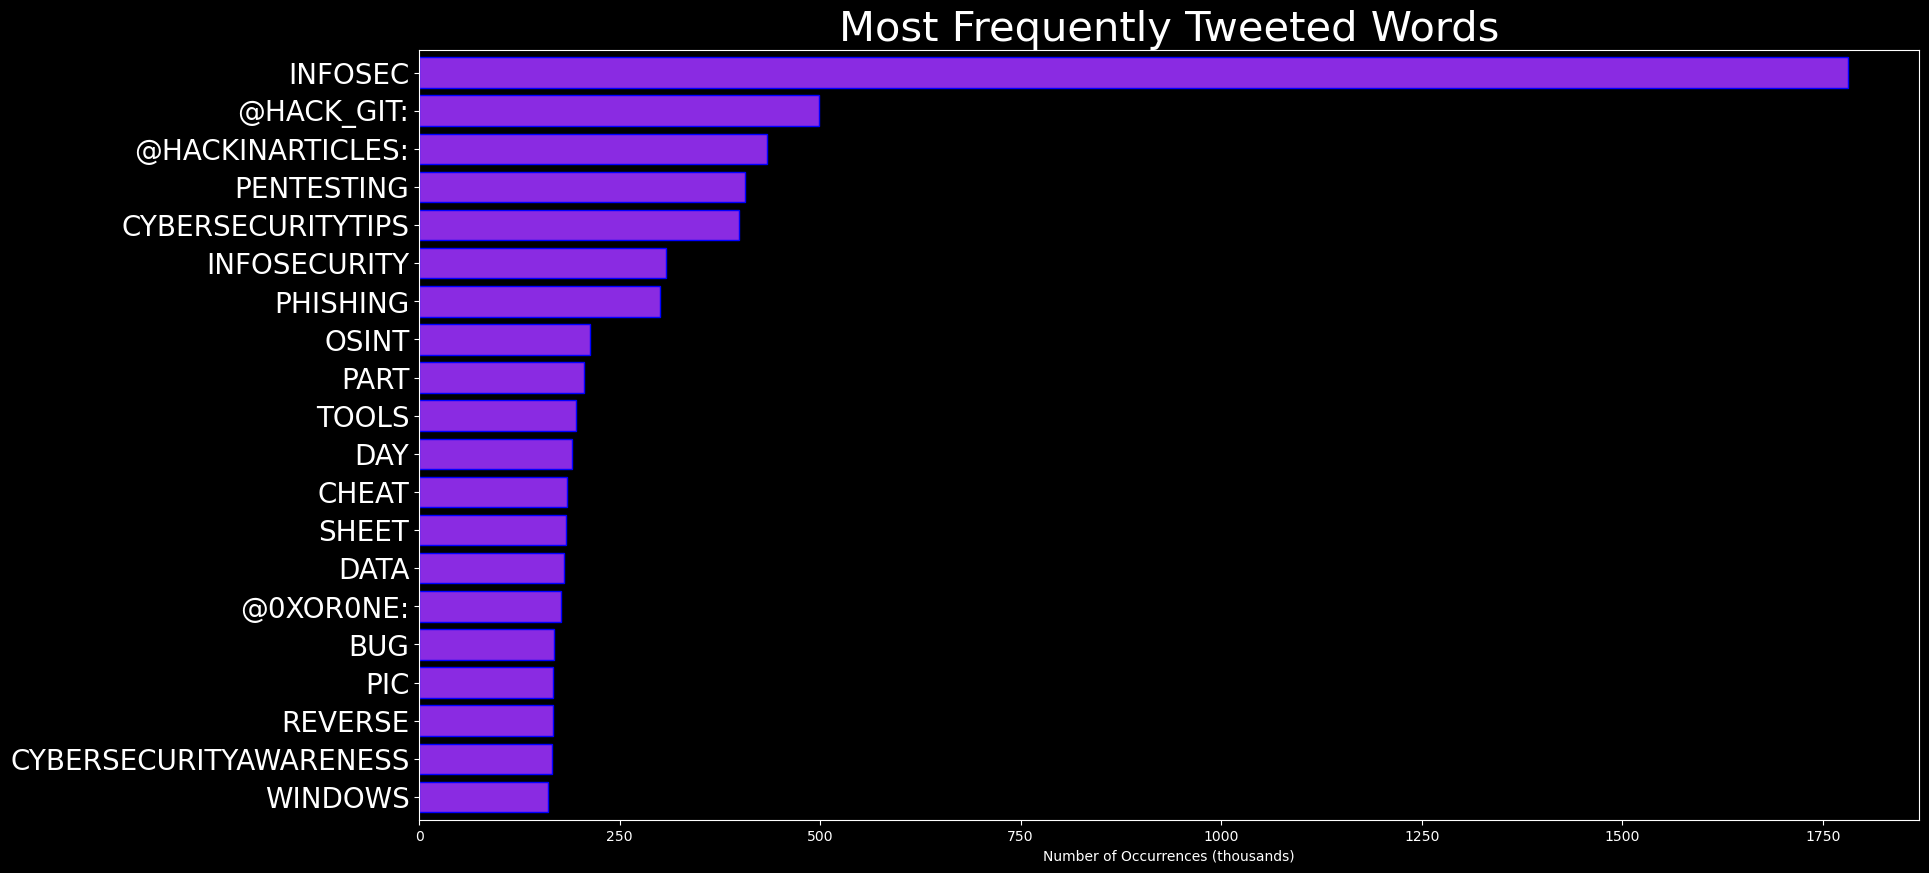 Most Frequently Tweeted Words
INFOSEC
@HACK_GIT:
@HACKINARTICLES:
PENTESTING
CYBERSECURITYTIPS
INFOSECURITY
PHISHING
OSINT
PART
TOOLS
DAY
CHEAT
SHEET
DATA
@0XOR0NE:
BUG
PIC
REVERSE
CYBERSECURITYAWARENESS
WINDOWS
0 250 500 750 1000 1250 1500 1750
Number of Occurrences (thousands)